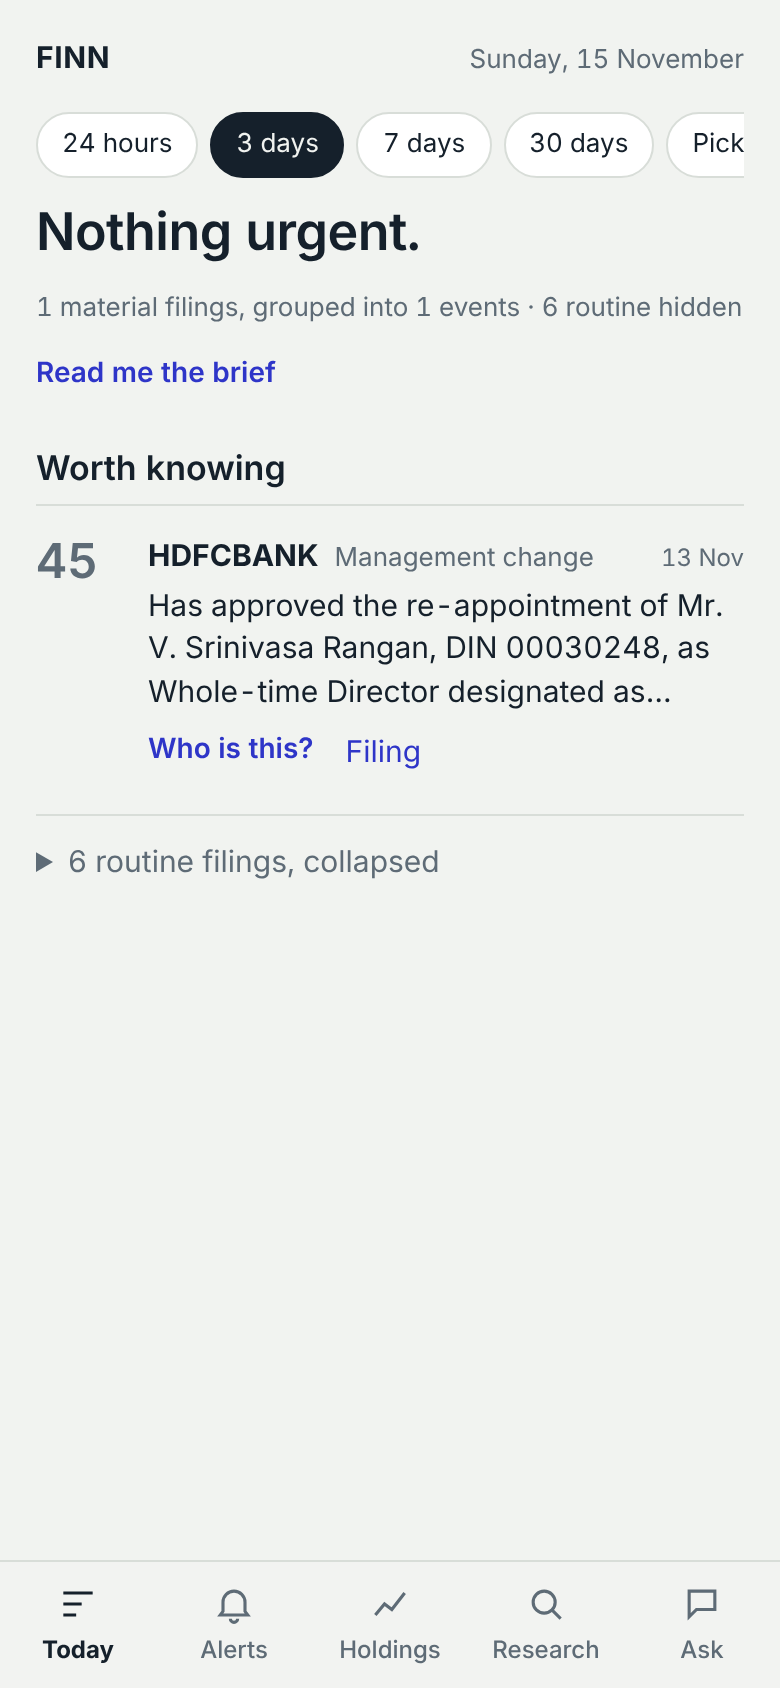 FINN
Sunday, 15 November
24 hours
3 days
7 days
30 days
Pick
Nothing urgent.
1 material filings, grouped into 1 events · 6 routine hidden
Read me the brief
Worth knowing
45
HDFCBANK Management change 13 Nov
Has approved the re-appointment of Mr.
V. Srinivasa Rangan, DIN 00030248, as
Whole-time Director designated as...
Who is this? Filing
6 routine filings, collapsed
Today
Alerts
Holdings
Research
Ask